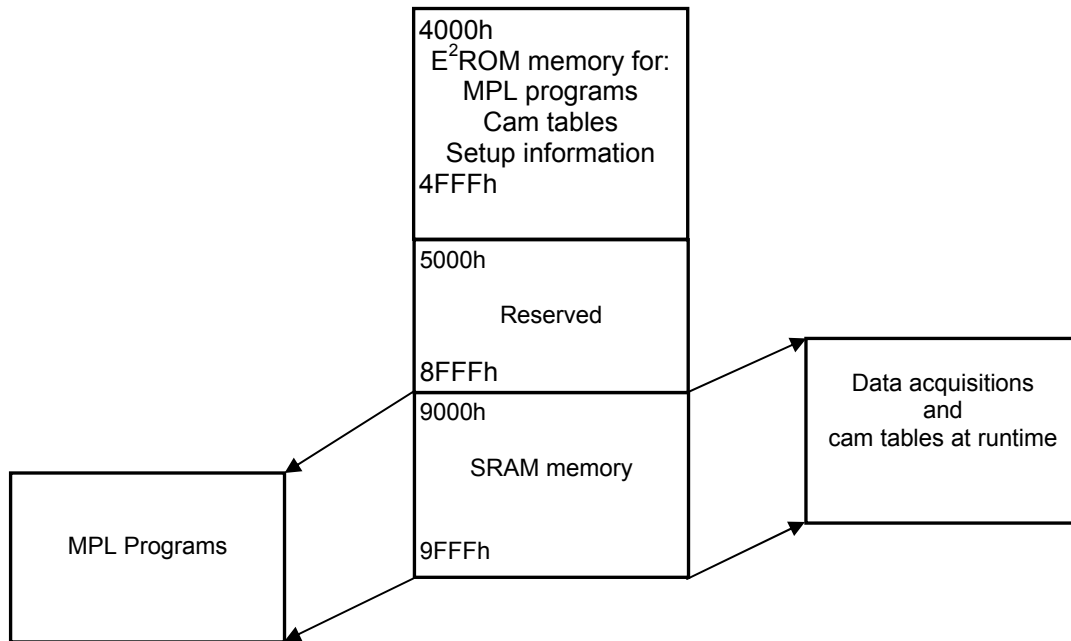 4000h
E²ROM memory for:
MPL programs
Cam tables
Setup information
4FFFh
5000h
Reserved
8FFFh
9000h
SRAM memory
9FFFh
Data acquisitions
and
cam tables at runtime
MPL Programs